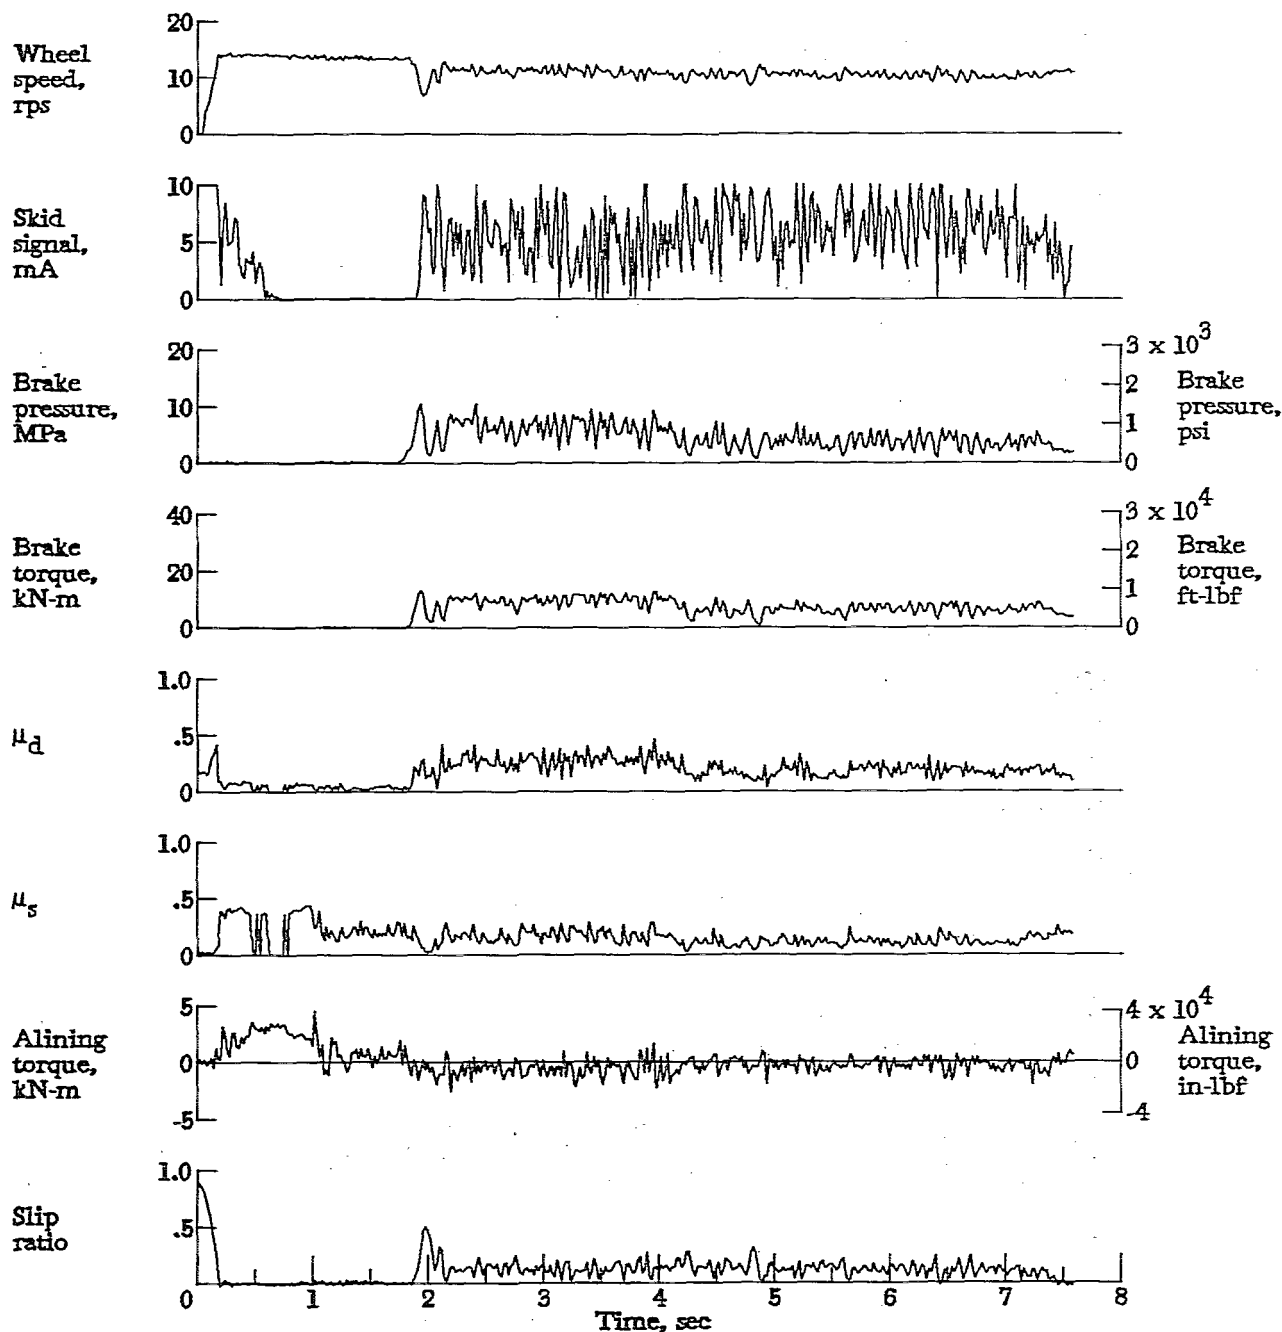 20
Wheel
speed,
rps
10
0
10
Skid
signal,
mA
5
0
20
Brake
pressure,
MPa
10
0
3 x 10³
2
Brake
pressure,
psi
1
0
40
Brake
torque,
kN-m
20
0
3 x 10⁴
2
Brake
torque,
ft-lbf
1
0
1.0
μd
.5
0
1.0
μs
.5
0
5
Alining
torque,
kN-m
0
-5
4 x 10⁴
Alining
torque,
in-lbf
0
-4
1.0
Slip
ratio
.5
0 1 2 3 4 5 6 7 8
Time, sec